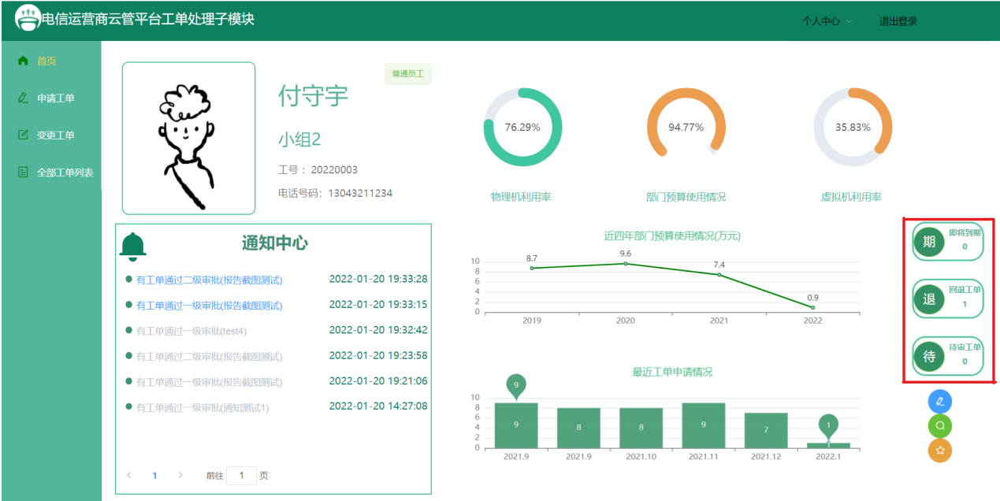 电信运营商云管平台工单处理子模块
个人中心
退出登录
首页
申请工单
变更工单
全部工单列表
普通员工
付守宇
小组2
工号：20220003
电话号码：13043211234
76.29%
物理机利用率
94.77%
部门预算使用情况
35.83%
虚拟机利用率
通知中心
有工单通过二级审批(报告截图测试) 2022-01-20 19:33:28
有工单通过一级审批(报告截图测试) 2022-01-20 19:33:15
有工单通过一级审批(test4) 2022-01-20 19:32:42
有工单通过二级审批(报告截图测试) 2022-01-20 19:23:58
有工单通过一级审批(报告截图测试) 2022-01-20 19:21:06
有工单通过一级审批(通知测试1) 2022-01-20 14:27:08
1
前往 1 页
近四年部门预算使用情况(万元)
10
8
6
4
2
0
8.7
9.6
7.4
0.9
2019 2020 2021 2022
最近工单申请情况
10
8
6
4
2
0
9
1
9 8 8 9 7 1
2021.9 2021.9 2021.10 2021.11 2021.12 2022.1
期
即将到期
0
退
回退工单
1
待
待审工单
0